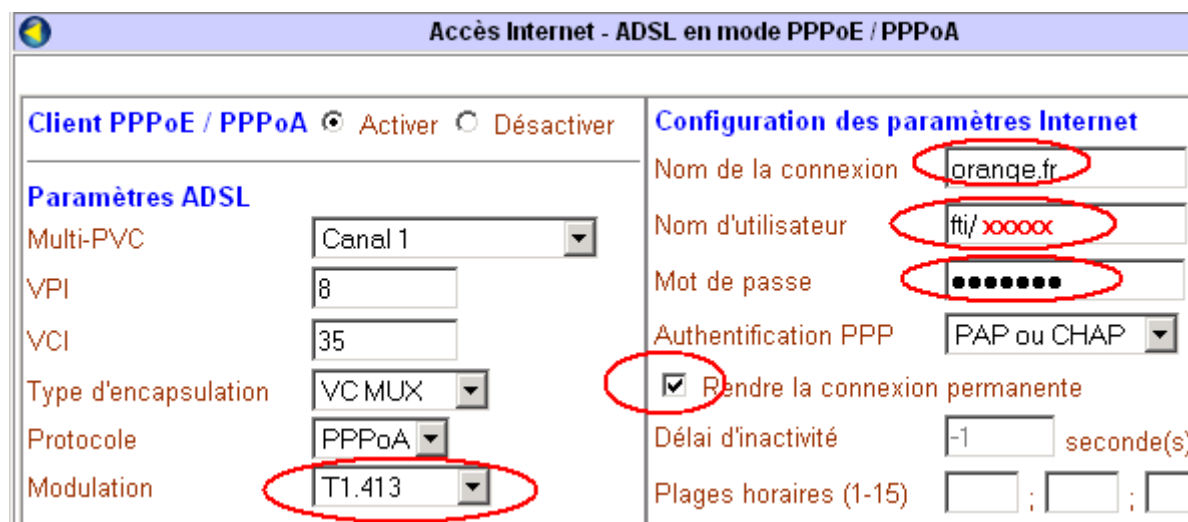 Accès Internet - ADSL en mode PPPoE / PPPoA
Client PPPoE / PPPoA Activer Désactiver
Paramètres ADSL
Multi-PVC Canal 1
VPI 8
VCI 35
Type d'encapsulation VC MUX
Protocole PPPoA
Modulation T1.413
Configuration des paramètres Internet
Nom de la connexion orange.fr
Nom d'utilisateur fti/ xxxxx
Mot de passe ●●●●●●●
Authentification PPP PAP ou CHAP
Rendre la connexion permanente
Délai d'inactivité -1 seconde(s)
Plages horaires (1-15) ; ;